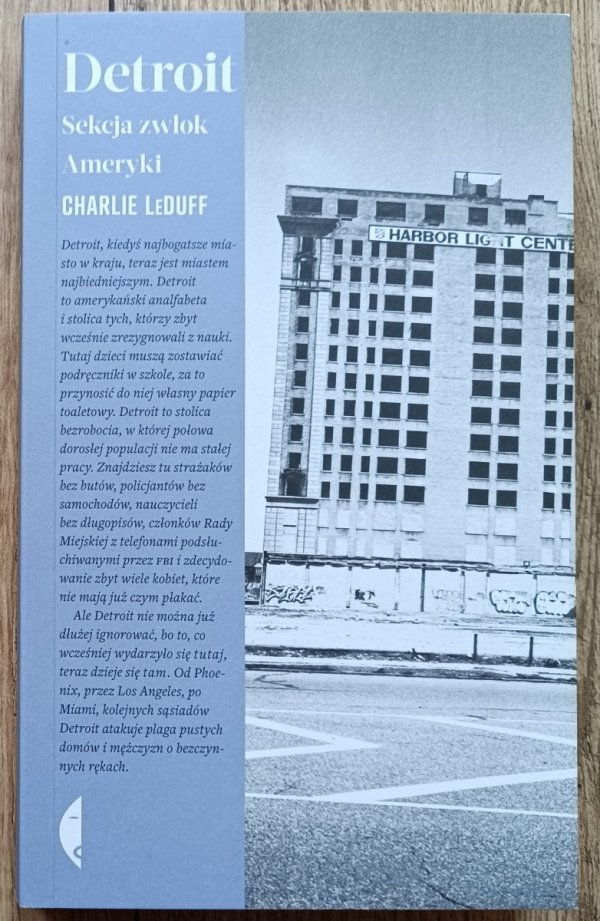 Detroit
Sekcja zwłok
Ameryki
CHARLIE LEDUFF
Detroit, kiedyś najbogatsze mia-
sto w kraju, teraz jest miastem
najbiedniejszym. Detroit
to amerykański analfabeta
i stolica tych, którzy zbyt
wcześnie zrezygnowali z nauki.
Tutaj dzieci muszą zostawiać
podręczniki w szkole, za to
przynosić do niej własny papier
toaletowy. Detroit to stolica
bezrobocia, w której połowa
dorosłej populacji nie ma stałej
pracy. Znajdziesz tu strażaków
bez butów, policjantów bez
samochodów, nauczycieli
bez długopisów, członków Rady
Miejskiej z telefonami podsłu-
chiwanymi przez FBI i zdecydo-
wanie zbyt wiele kobiet, które
nie mają już czym płakać.
Ale Detroit nie można już
dłużej ignorować, bo to, co
wcześniej wydarzyło się tutaj,
teraz dzieje się tam. Od Phoe-
nix, przez Los Angeles, po
Miami, kolejnych sąsiadów
Detroit atakuje plaga pustych
domów i mężczyzn o bezczyn-
nych rękach.
HARBOR LIG T CENTE